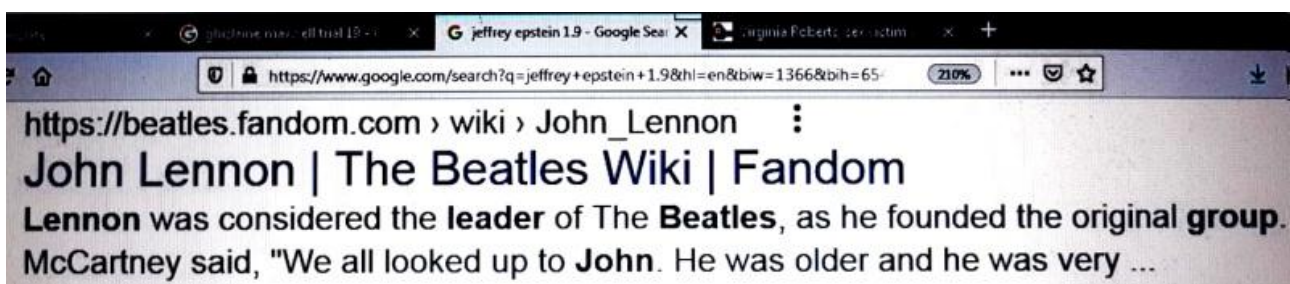 jeffrey epstein 1.9 - Google Sear
https://www.google.com/search?q=jeffrey+epstein+1.9&hl=en&biw=1366&bih=65
210%
https://beatles.fandom.com › wiki › John_Lennon
John Lennon | The Beatles Wiki | Fandom
Lennon was considered the leader of The Beatles, as he founded the original group.
McCartney said, "We all looked up to John. He was older and he was very ...